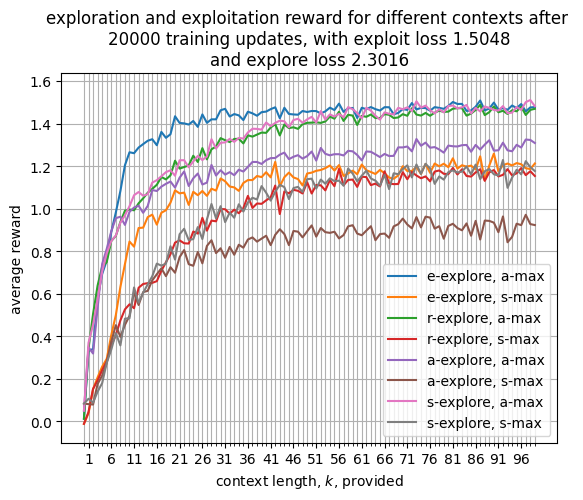 exploration and exploitation reward for different contexts after
20000 training updates, with exploit loss 1.5048
and explore loss 2.3016
average reward
1.6
1.4
1.2
1.0
0.8
0.6
0.4
0.2
0.0
e-explore, a-max
e-explore, s-max
r-explore, a-max
r-explore, s-max
a-explore, a-max
a-explore, s-max
s-explore, a-max
s-explore, s-max
1 6 11 16 21 26 31 36 41 46 51 56 61 66 71 76 81 86 91 96
context length, k, provided